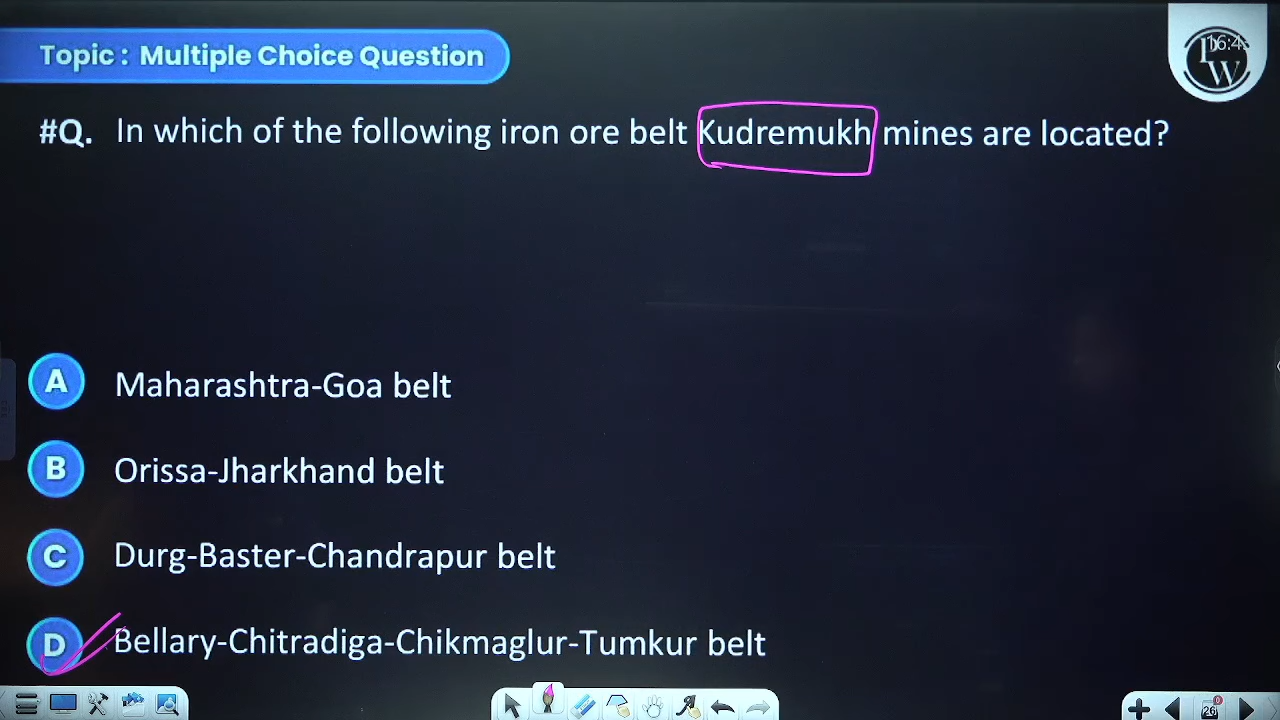 Topic : Multiple Choice Question
#Q. In which of the following iron ore belt Kudremukh mines are located?
A Maharashtra-Goa belt
B Orissa-Jharkhand belt
C Durg-Baster-Chandrapur belt
D Bellary-Chitradiga-Chikmaglur-Tumkur belt
26